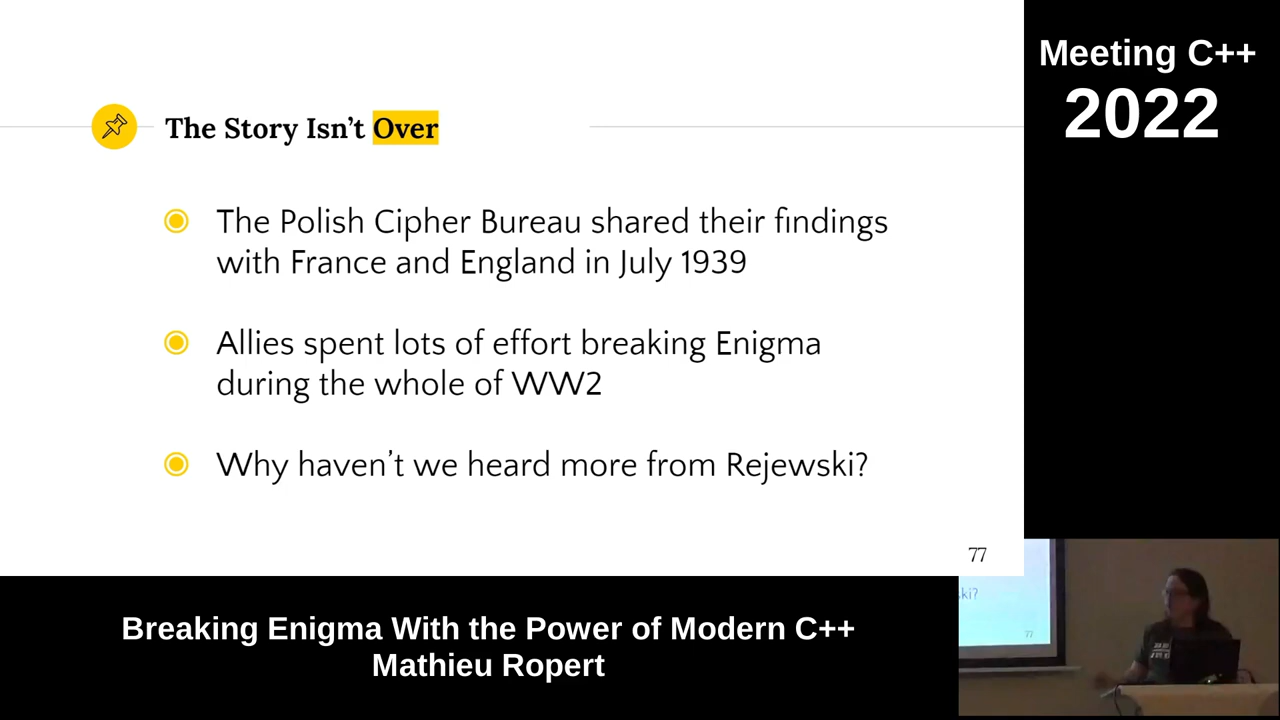 The Story Isn't Over
The Polish Cipher Bureau shared their findings
with France and England in July 1939
Allies spent lots of effort breaking Enigma
during the whole of WW2
Why haven't we heard more from Rejewski?
77
Meeting C++
2022
ski?
77
Breaking Enigma With the Power of Modern C++
Mathieu Ropert